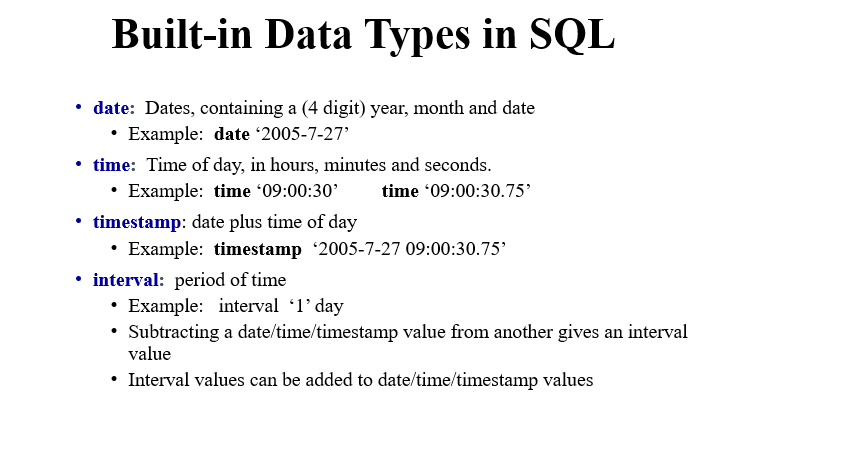 Built-in Data Types in SQL
• date:  Dates, containing a (4 digit) year, month and date
• Example:  date ‘2005-7-27’
• time:  Time of day, in hours, minutes and seconds.
• Example:  time ‘09:00:30’        time ‘09:00:30.75’
• timestamp: date plus time of day
• Example:  timestamp  ‘2005-7-27 09:00:30.75’
• interval:  period of time
• Example:   interval  ‘1’ day
• Subtracting a date/time/timestamp value from another gives an interval
value
• Interval values can be added to date/time/timestamp values